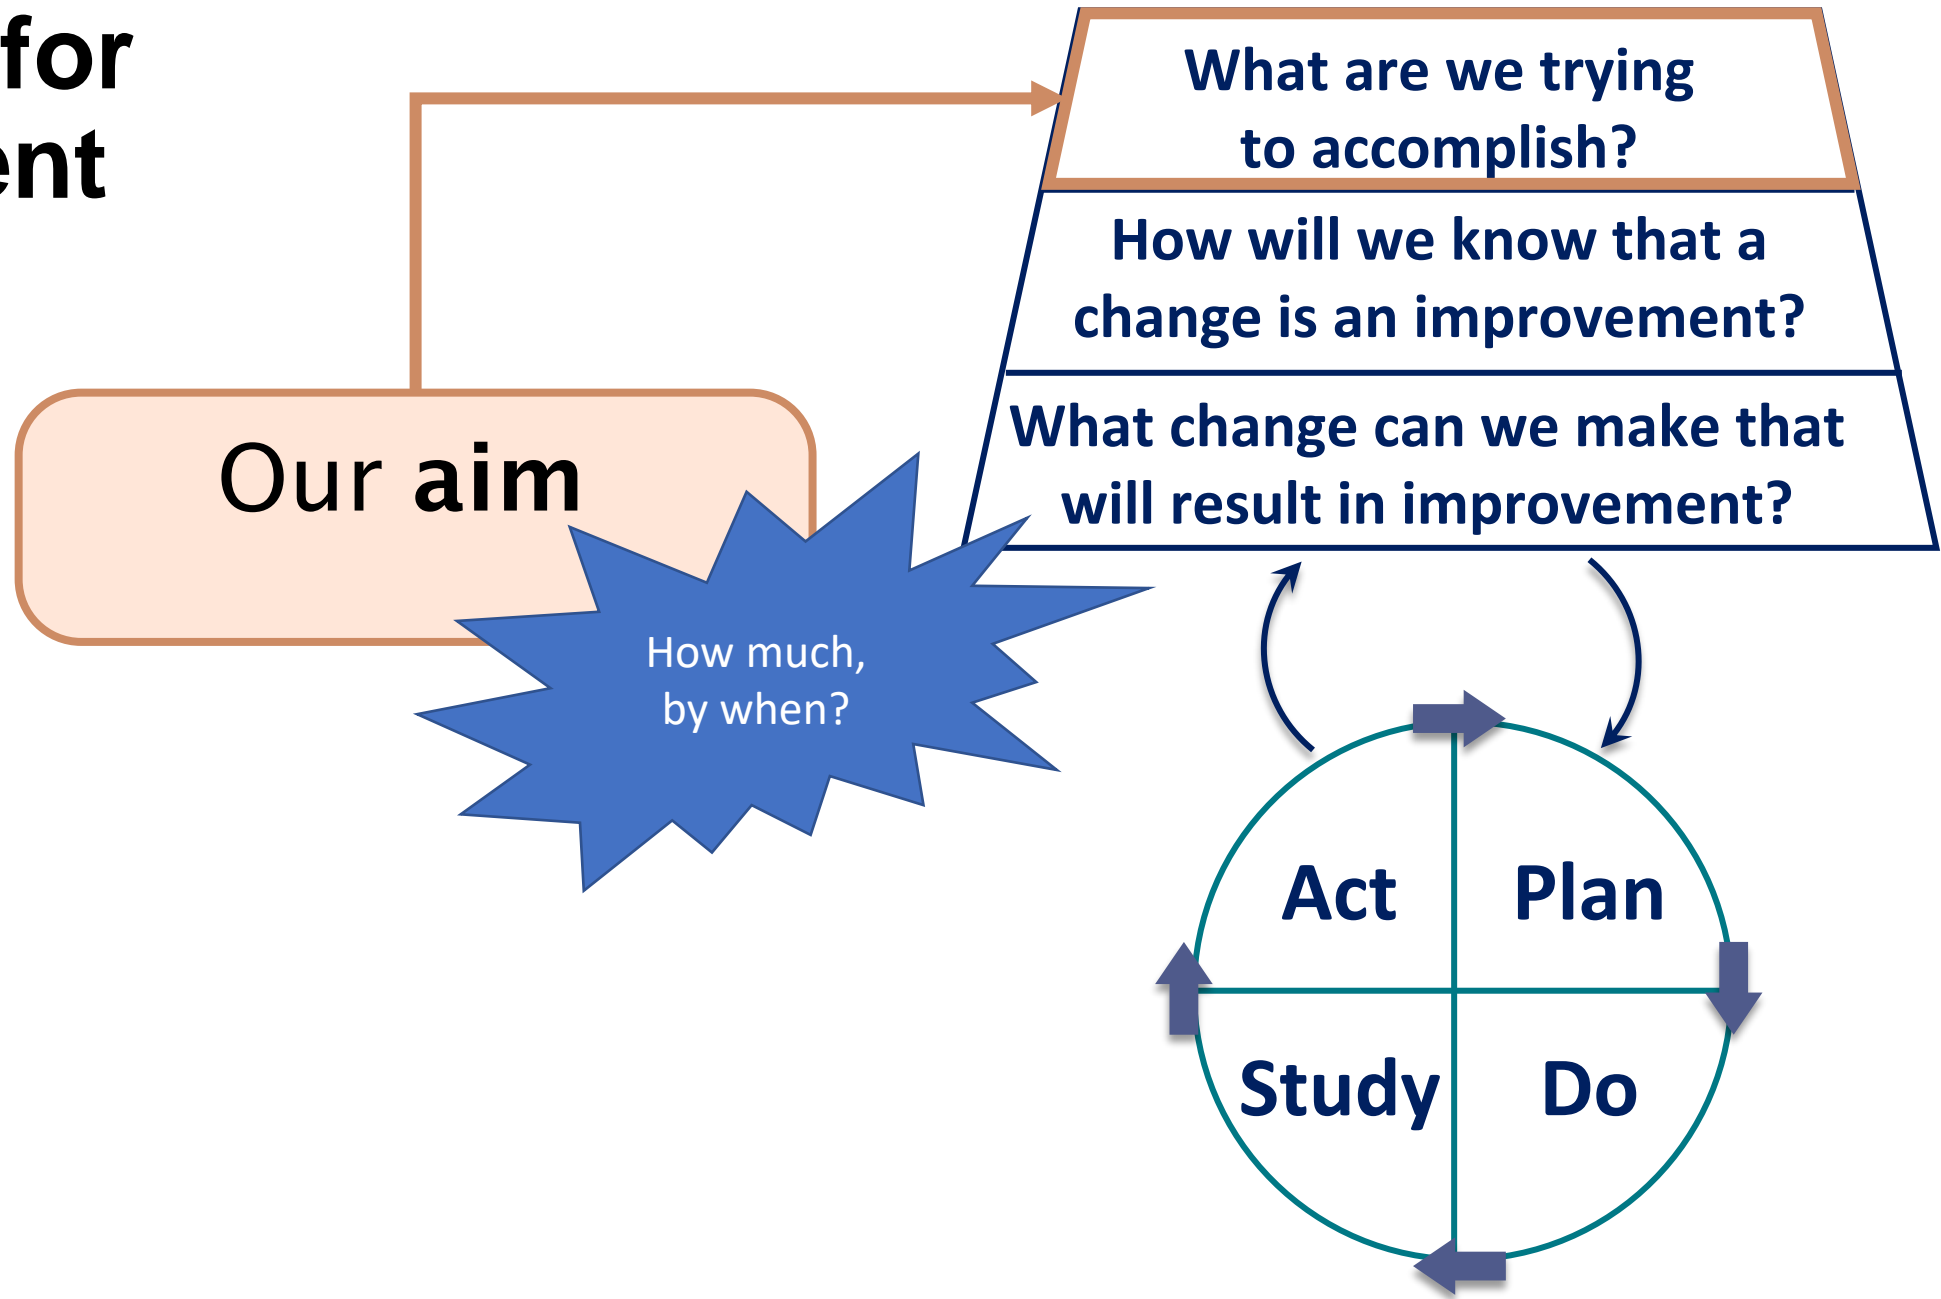 for
ent
What are we trying
to accomplish?
How will we know that a
change is an improvement?
What change can we make that
will result in improvement?
Our aim
How much,
by when?
Act
Plan
Study
Do